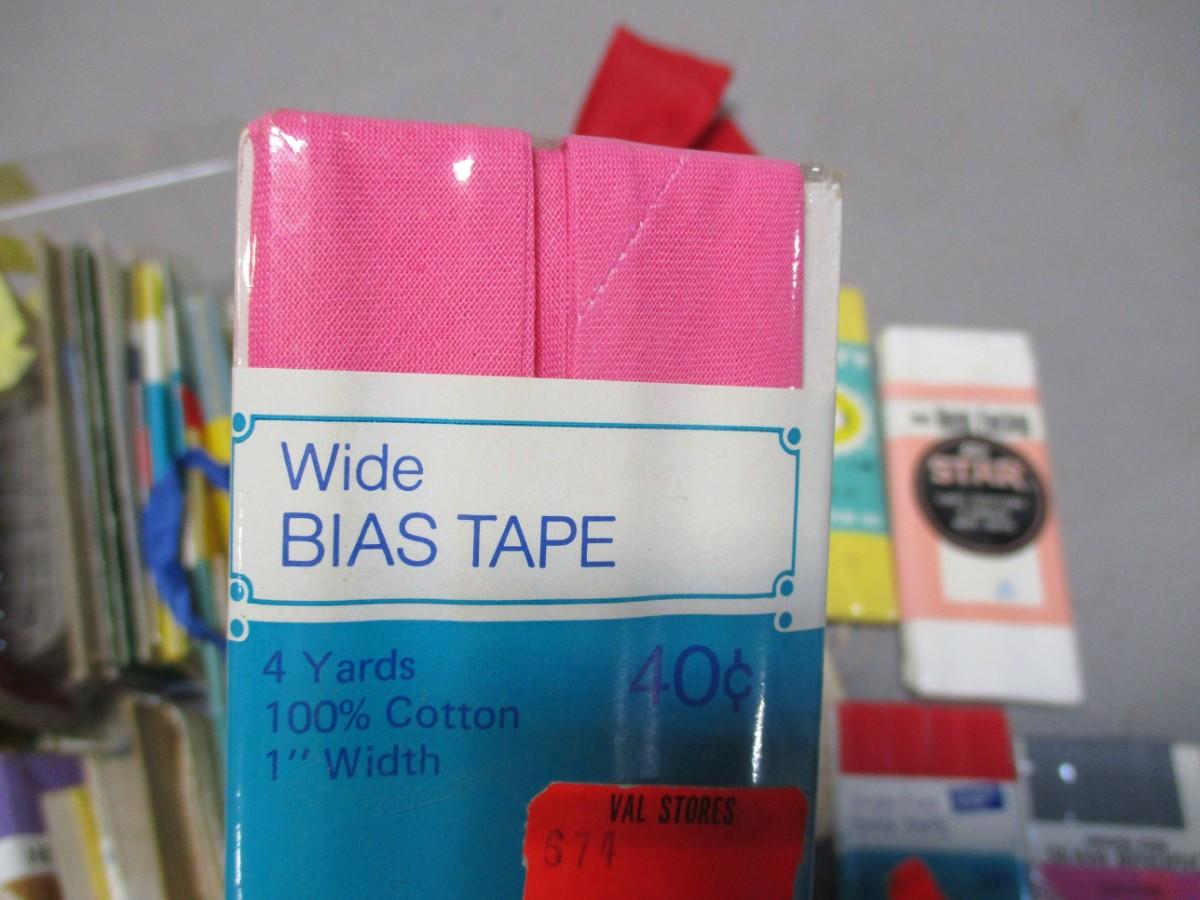 Wide
BIAS TAPE
4 Yards
100% Cotton
1" Width
40¢
VAL STORES
674
STAR